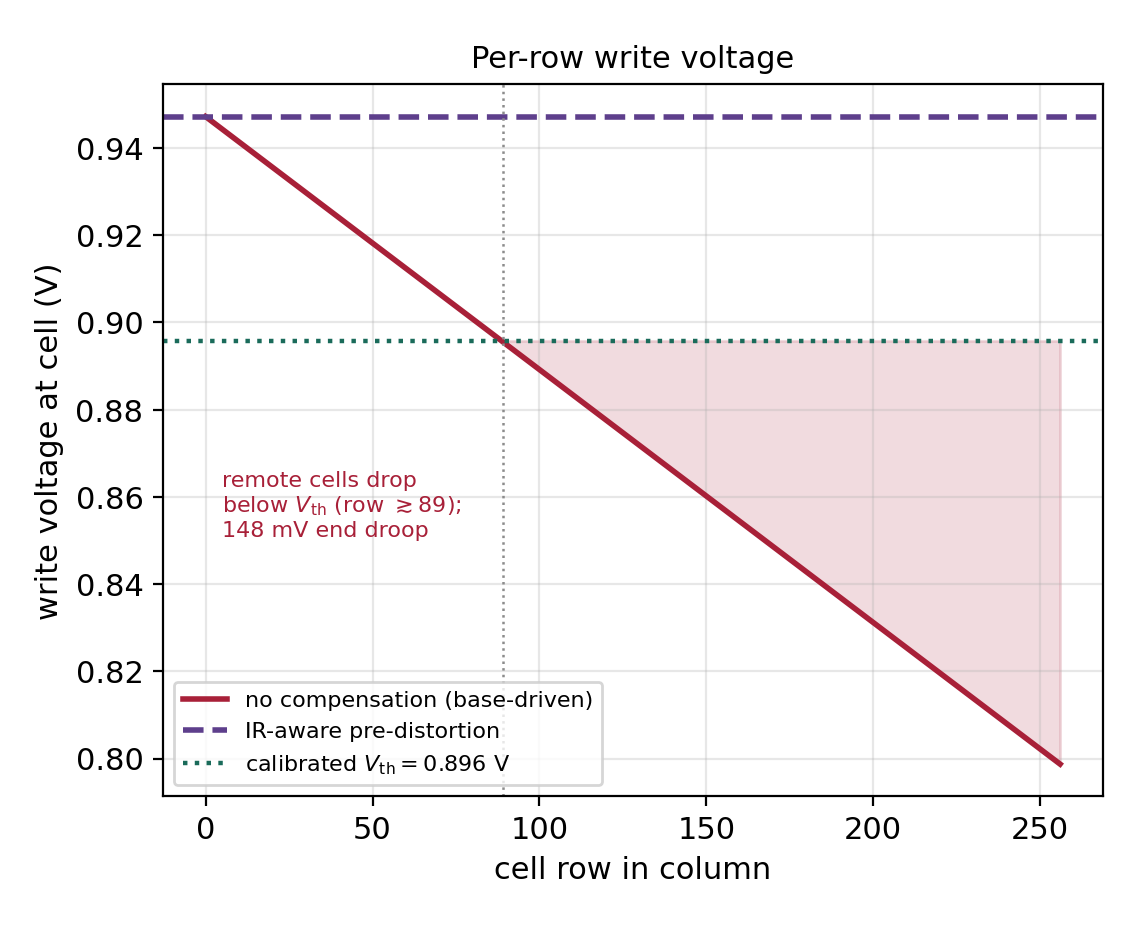 Per-row write voltage
write voltage at cell (V)
0.94
0.92
0.90
0.88
0.86
0.84
0.82
0.80
remote cells drop
below Vth (row ≳ 89);
148 mV end droop
no compensation (base-driven)
IR-aware pre-distortion
calibrated Vth = 0.896 V
0 50 100 150 200 250
cell row in column